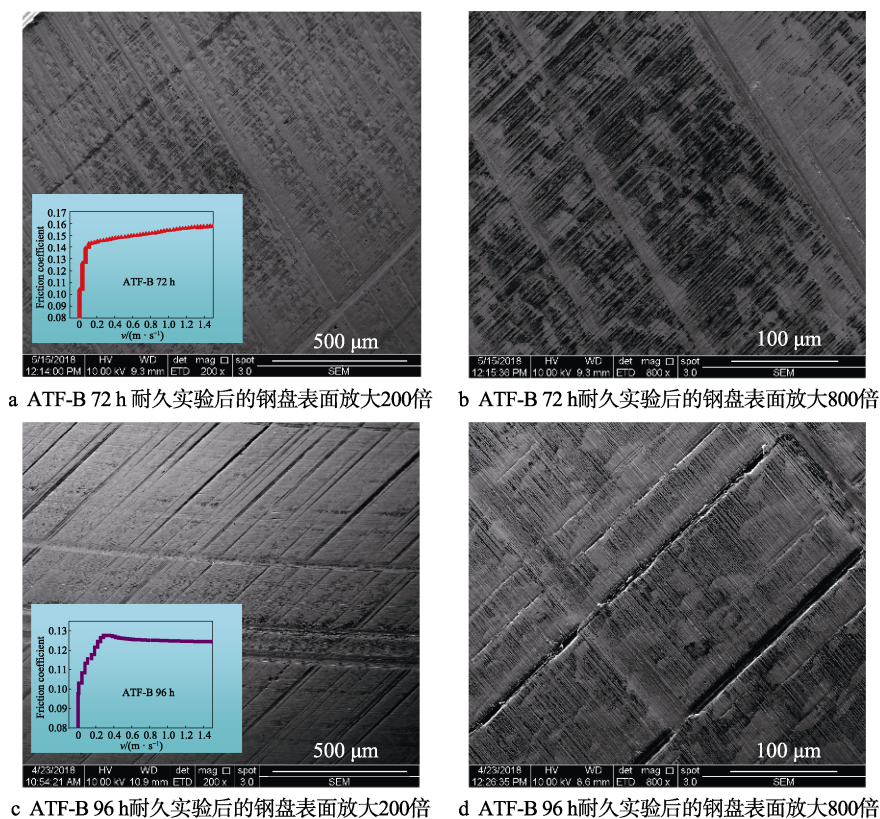 0.17
0.16
0.15
0.14
0.13
0.12
0.11
0.10
0.09
0.08
Friction coefficient
ATF-B 72 h
0 0.2 0.4 0.6 0.8 1.0 1.2 1.4
v/(m · s⁻¹)
500 μm
5/15/2018 HV WD det mag □ spot
12:14:00 PM 10.00 kV 9.3 mm ETD 200 x 3.0 SEM
100 μm
5/15/2018 HV WD det mag □ spot
12:15:36 PM 10.00 kV 9.3 mm ETD 800 x 3.0 SEM
a ATF-B 72 h 耐久实验后的钢盘表面放大200倍
b ATF-B 72 h 耐久实验后的钢盘表面放大800倍
0.13
0.12
0.11
0.10
0.09
0.08
Friction coefficient
ATF-B 96 h
0 0.2 0.4 0.6 0.8 1.0 1.2 1.4
v/(m · s⁻¹)
500 μm
4/23/2018 HV WD det mag □ spot
10:54:21 AM 10.00 kV 10.9 mm ETD 200 x 3.0 SEM
100 μm
4/23/2018 HV WD det mag □ spot
12:26:35 PM 10.00 kV 8.6 mm ETD 800 x 3.0 SEM
c ATF-B 96 h耐久实验后的钢盘表面放大200倍
d ATF-B 96 h耐久实验后的钢盘表面放大800倍